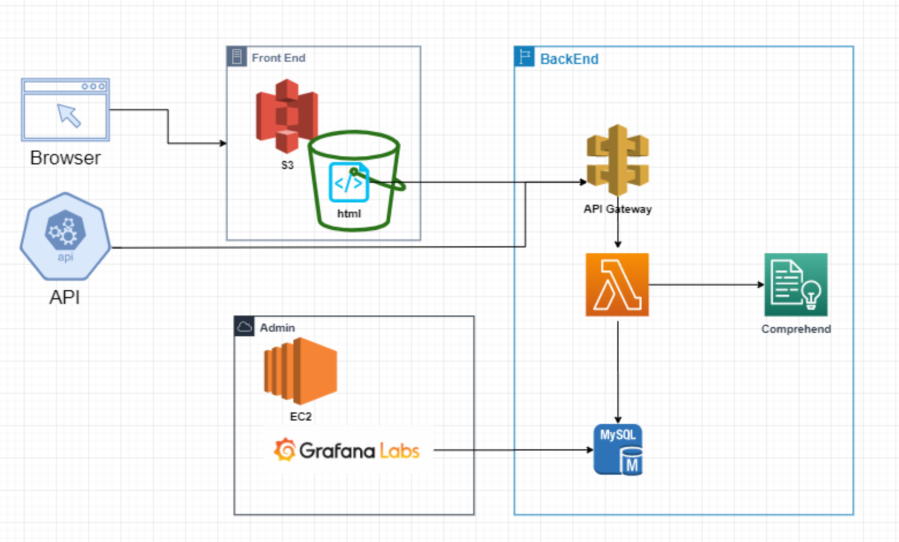 Front End
BackEnd
S3
</>
html
Browser
API Gateway
api
API
Admin
Comprehend
EC2
MySQL
M
Grafana Labs